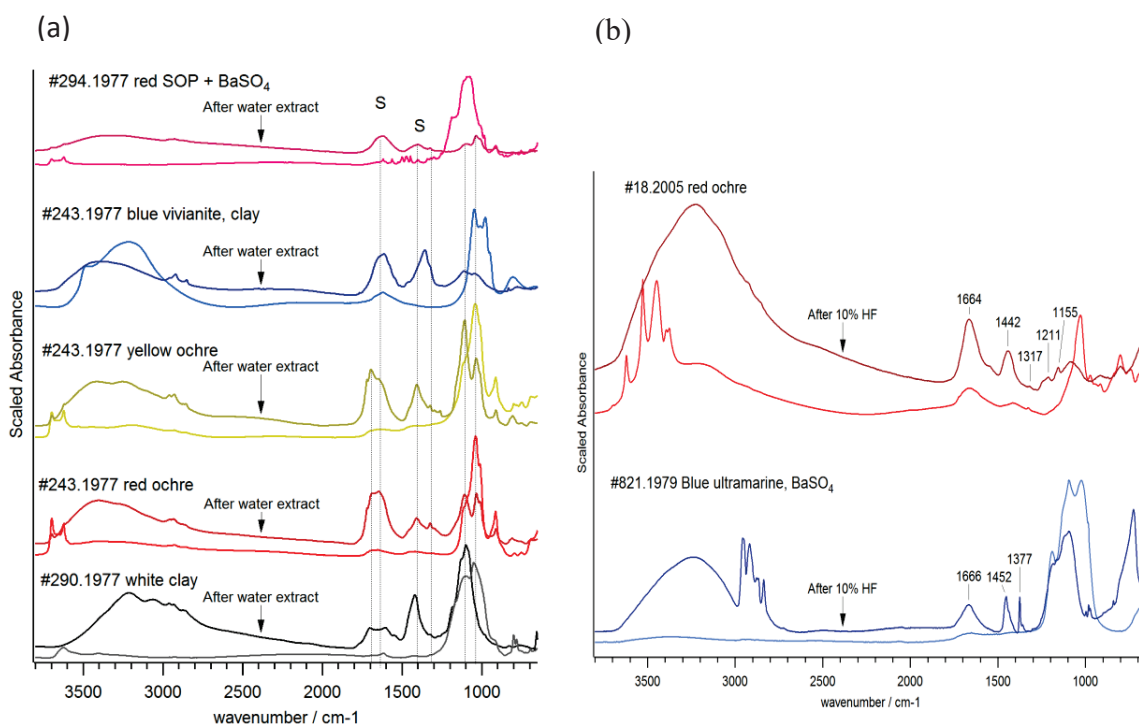 (a)
#294.1977 red SOP + BaSO4
After water extract
S
S
#243.1977 blue vivianite, clay
After water extract
#243.1977 yellow ochre
After water extract
#243.1977 red ochre
After water extract
#290.1977 white clay
After water extract
Scaled Absorbance
3500 3000 2500 2000 1500 1000
wavenumber / cm-1
(b)
#18.2005 red ochre
After 10% HF
1664
1442
1317
1211
1155
#821.1979 Blue ultramarine, BaSO4
After 10% HF
1666
1452
1377
Scaled Absorbance
3500 3000 2500 2000 1500 1000
wavenumber / cm-1